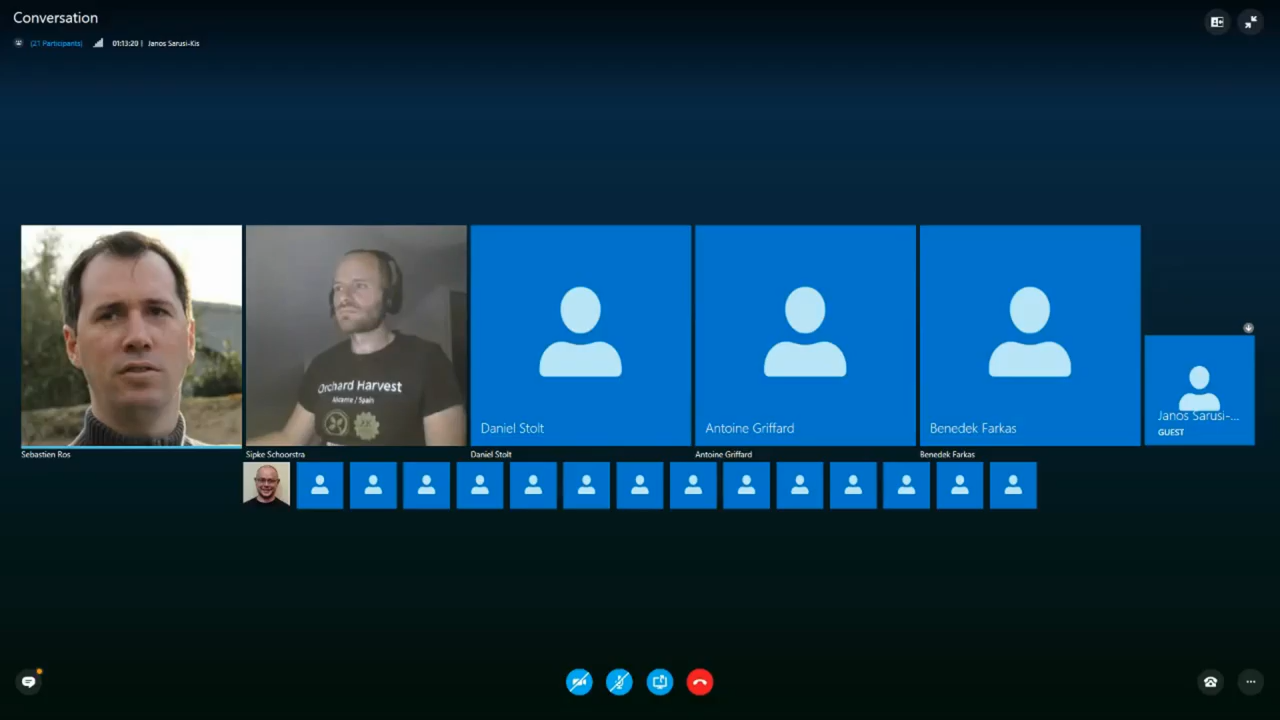 Conversation
(21 Participants) 01:13:20 | Janos Sarusi-Kis
Orchard Harvest
/ Spain
Daniel Stolt
Antoine Griffard
Benedek Farkas
Janos Sarusi-...
GUEST
Sebastien Ros
Sipke Schoorstra
Daniel Stolt
Antoine Griffard
Benedek Farkas